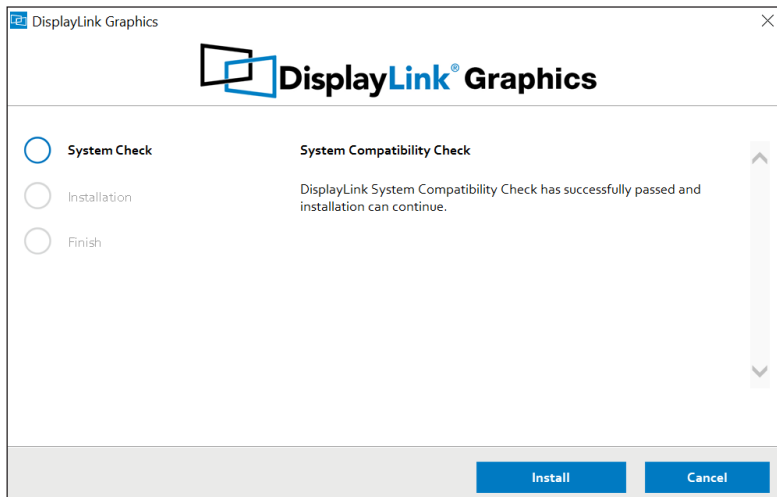 DisplayLink Graphics
DisplayLink® Graphics
System Check
System Compatibility Check
DisplayLink System Compatibility Check has successfully passed and
installation can continue.
Installation
Finish
Install
Cancel